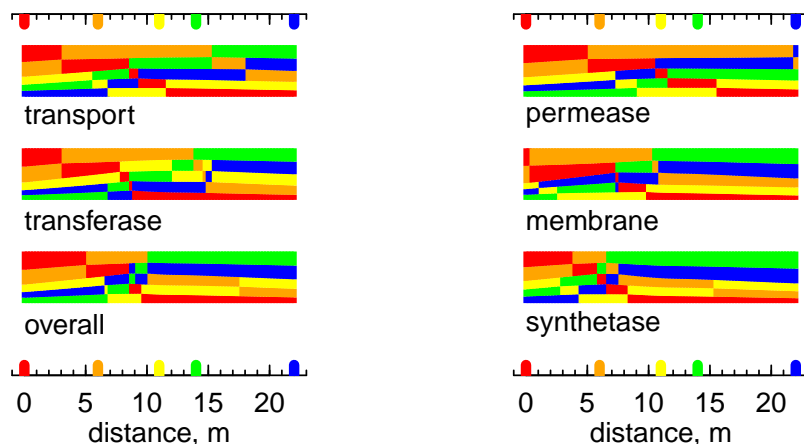 transport
permease
transferase
membrane
overall
synthetase
0 5 10 15 20
0 5 10 15 20
distance, m
distance, m